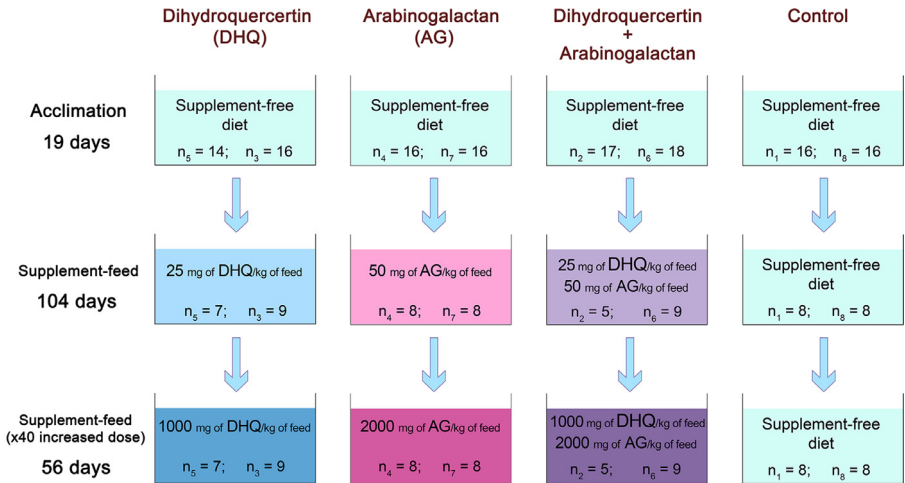 Dihydroquercertin
(DHQ)
Arabinogalactan
(AG)
Dihydroquercertin
+
Arabinogalactan
Control
Acclimation
19 days
Supplement-free
diet
n₅ = 14; n₃ = 16
Supplement-free
diet
n₄ = 16; n₇ = 16
Supplement-free
diet
n₂ = 17; n₆ = 18
Supplement-free
diet
n₁ = 16; n₈ = 16
Supplement-feed
104 days
25 mg of DHQ/kg of feed
n₅ = 7; n₃ = 9
50 mg of AG/kg of feed
n₄ = 8; n₇ = 8
25 mg of DHQ/kg of feed
50 mg of AG/kg of feed
n₂ = 5; n₆ = 9
Supplement-free
diet
n₁ = 8; n₈ = 8
Supplement-feed
(x40 increased dose)
56 days
1000 mg of DHQ/kg of feed
n₅ = 7; n₃ = 9
2000 mg of AG/kg of feed
n₄ = 8; n₇ = 8
1000 mg of DHQ/kg of feed
2000 mg of AG/kg of feed
n₂ = 5; n₆ = 9
Supplement-free
diet
n₁ = 8; n₈ = 8